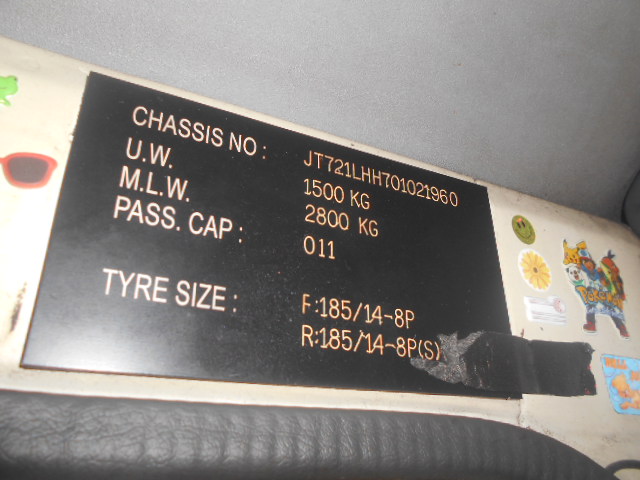 CHASSIS NO : JT721LHH701021960
U.W. 1500 KG
M.L.W. 2800 KG
PASS. CAP : 011
TYRE SIZE : F:185/14-8P
R:185/14-8P(S)